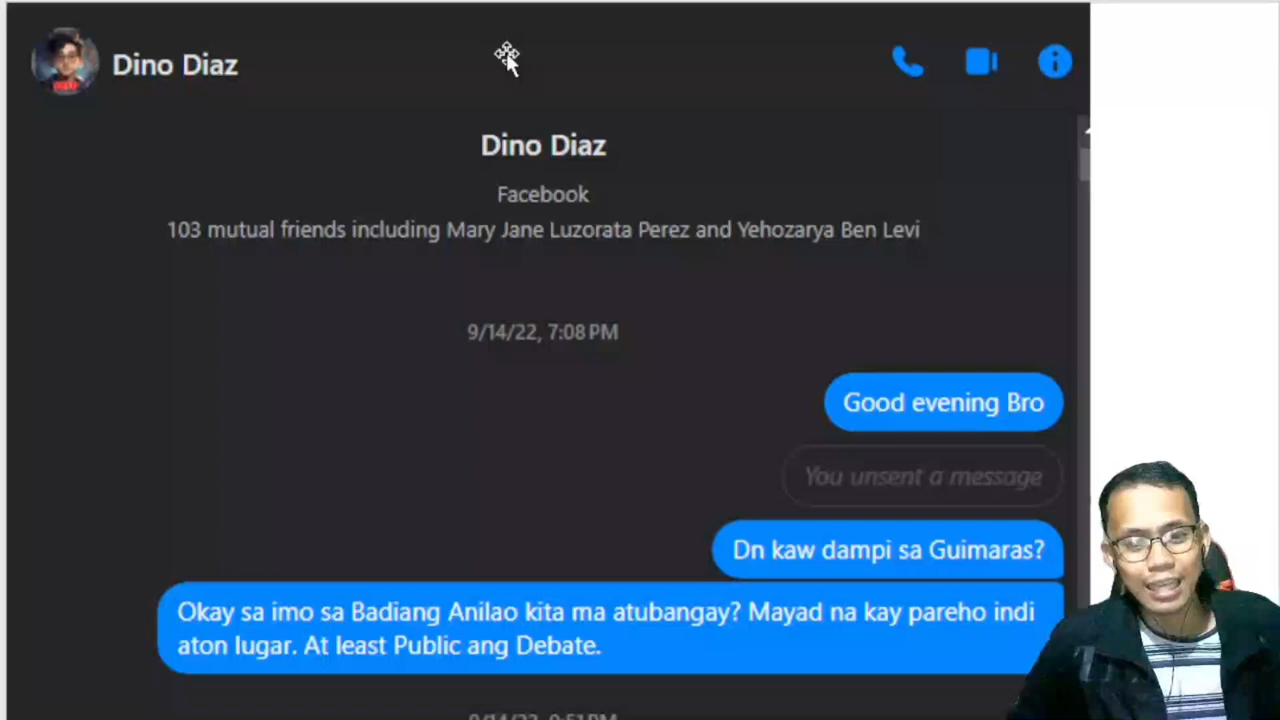 Dino Diaz
Dino Diaz
Facebook
103 mutual friends including Mary Jane Luzorata Perez and Yehozarya Ben Levi
9/14/22, 7:08 PM
Good evening Bro
You unsent a message
Dn kaw dampi sa Guimaras?
Okay sa imo sa Badiang Anilao kita ma atubangay? Mayad na kay pareho indi
aton lugar. At least Public ang Debate.